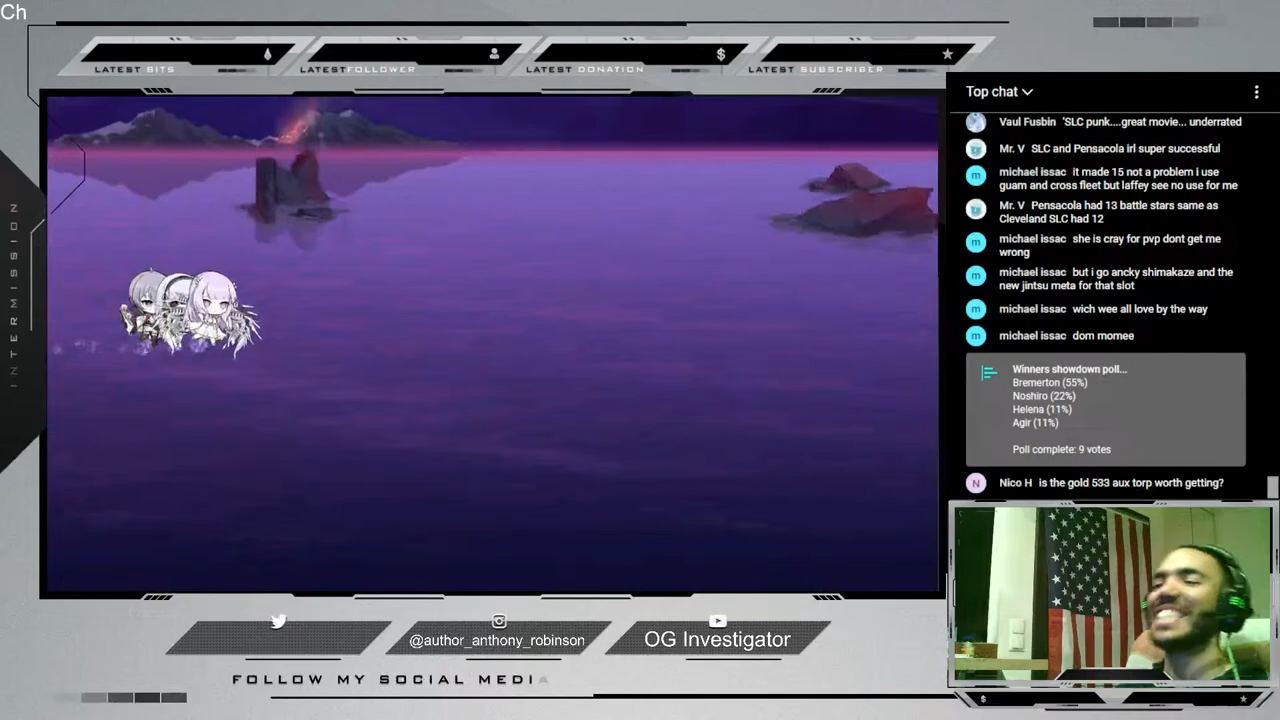 Ch
LATEST BITS
LATEST FOLLOWER
LATEST DONATION
LATEST SUBSCRIBER
INTERMISSION
Top chat
Vaul Fusbin 'SLC punk....great movie... underrated
Mr. V SLC and Pensacola irl super successful
michael issac it made 15 not a problem i use
guam and cross fleet but laffey see no use for me
Mr. V Pensacola had 13 battle stars same as
Cleveland SLC had 12
michael issac she is cray for pvp dont get me
wrong
michael issac but i go ancky shimakaze and the
new jintsu meta for that slot
michael issac wich wee all love by the way
michael issac dom momee
Winners showdown poll...
Bremerton (55%)
Noshiro (22%)
Helena (11%)
Agir (11%)
Poll complete: 9 votes
Nico H is the gold 533 aux torp worth getting?
@author_anthony_robinson
OG Investigator
FOLLOW MY SOCIAL MEDIA